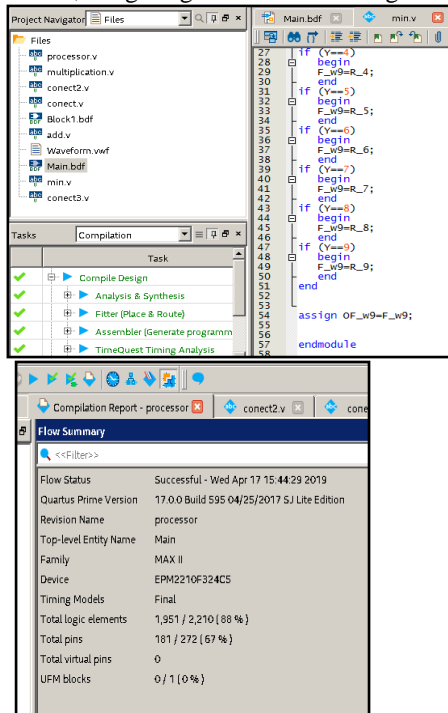 Project Navigator Files
Files
processor.v
multiplication.v
conect2.v
conect.v
Block1.bdf
add.v
Waveform.vwf
Main.bdf
min.v
conect3.v
Tasks Compilation
Task
Compile Design
Analysis & Synthesis
Fitter (Place & Route)
Assembler (Generate programm
TimeQuest Timing Analysis
Main.bdf min.v
27 if (Y==4)
28 begin
29 F_w9=R_4;
30 end
31 if (Y==5)
32 begin
33 F_w9=R_5;
34 end
35 if (Y==6)
36 begin
37 F_w9=R_6;
38 end
39 if (Y==7)
40 begin
41 F_w9=R_7;
42 end
43 if (Y==8)
44 begin
45 F_w9=R_8;
46 end
47 if (Y==9)
48 begin
49 F_w9=R_9;
50 end
51 end
52
53
54 assign OF_w9=F_w9;
55
56
57 endmodule
58
Compilation Report - processor conect2.v cone
Flow Summary
<<Filter>>
Flow Status Successful - Wed Apr 17 15:44:29 2019
Quartus Prime Version 17.0.0 Build 595 04/25/2017 SJ Lite Edition
Revision Name processor
Top-level Entity Name Main
Family MAX II
Device EPM2210F324C5
Timing Models Final
Total logic elements 1,951 / 2,210 ( 88 % )
Total pins 181 / 272 ( 67 % )
Total virtual pins 0
UFM blocks 0 / 1 ( 0 % )